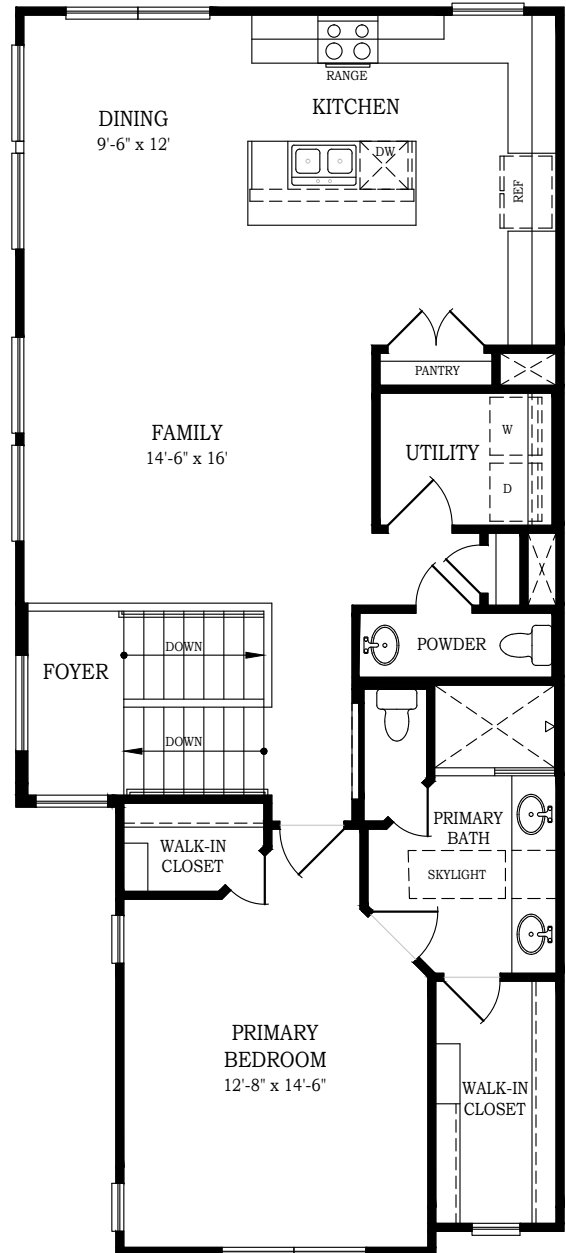 RANGE
KITCHEN
DINING
9'-6" x 12'
DW
REF
PANTRY
FAMILY
14'-6" x 16'
UTILITY
W
D
POWDER
DOWN
FOYER
DOWN
WALK-IN
CLOSET
PRIMARY
BATH
SKYLIGHT
PRIMARY
BEDROOM
12'-8" x 14'-6"
WALK-IN
CLOSET